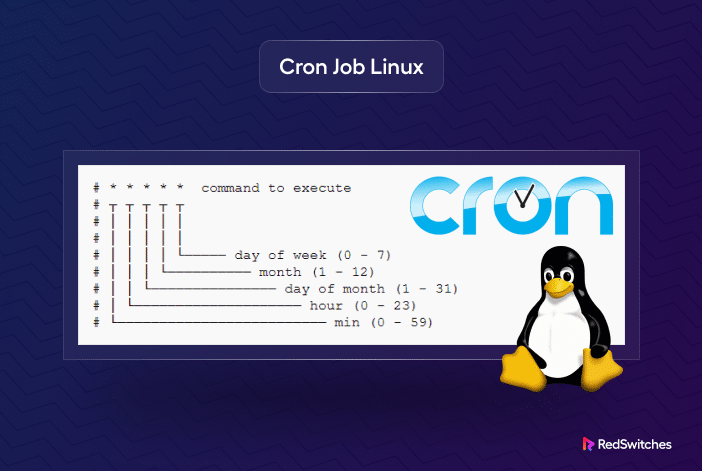 Cron Job Linux
# * * * * * command to execute
#
#
#
# day of week (0 - 7)
# month (1 - 12)
# day of month (1 - 31)
# hour (0 - 23)
# min (0 - 59)
cron
RedSwitches